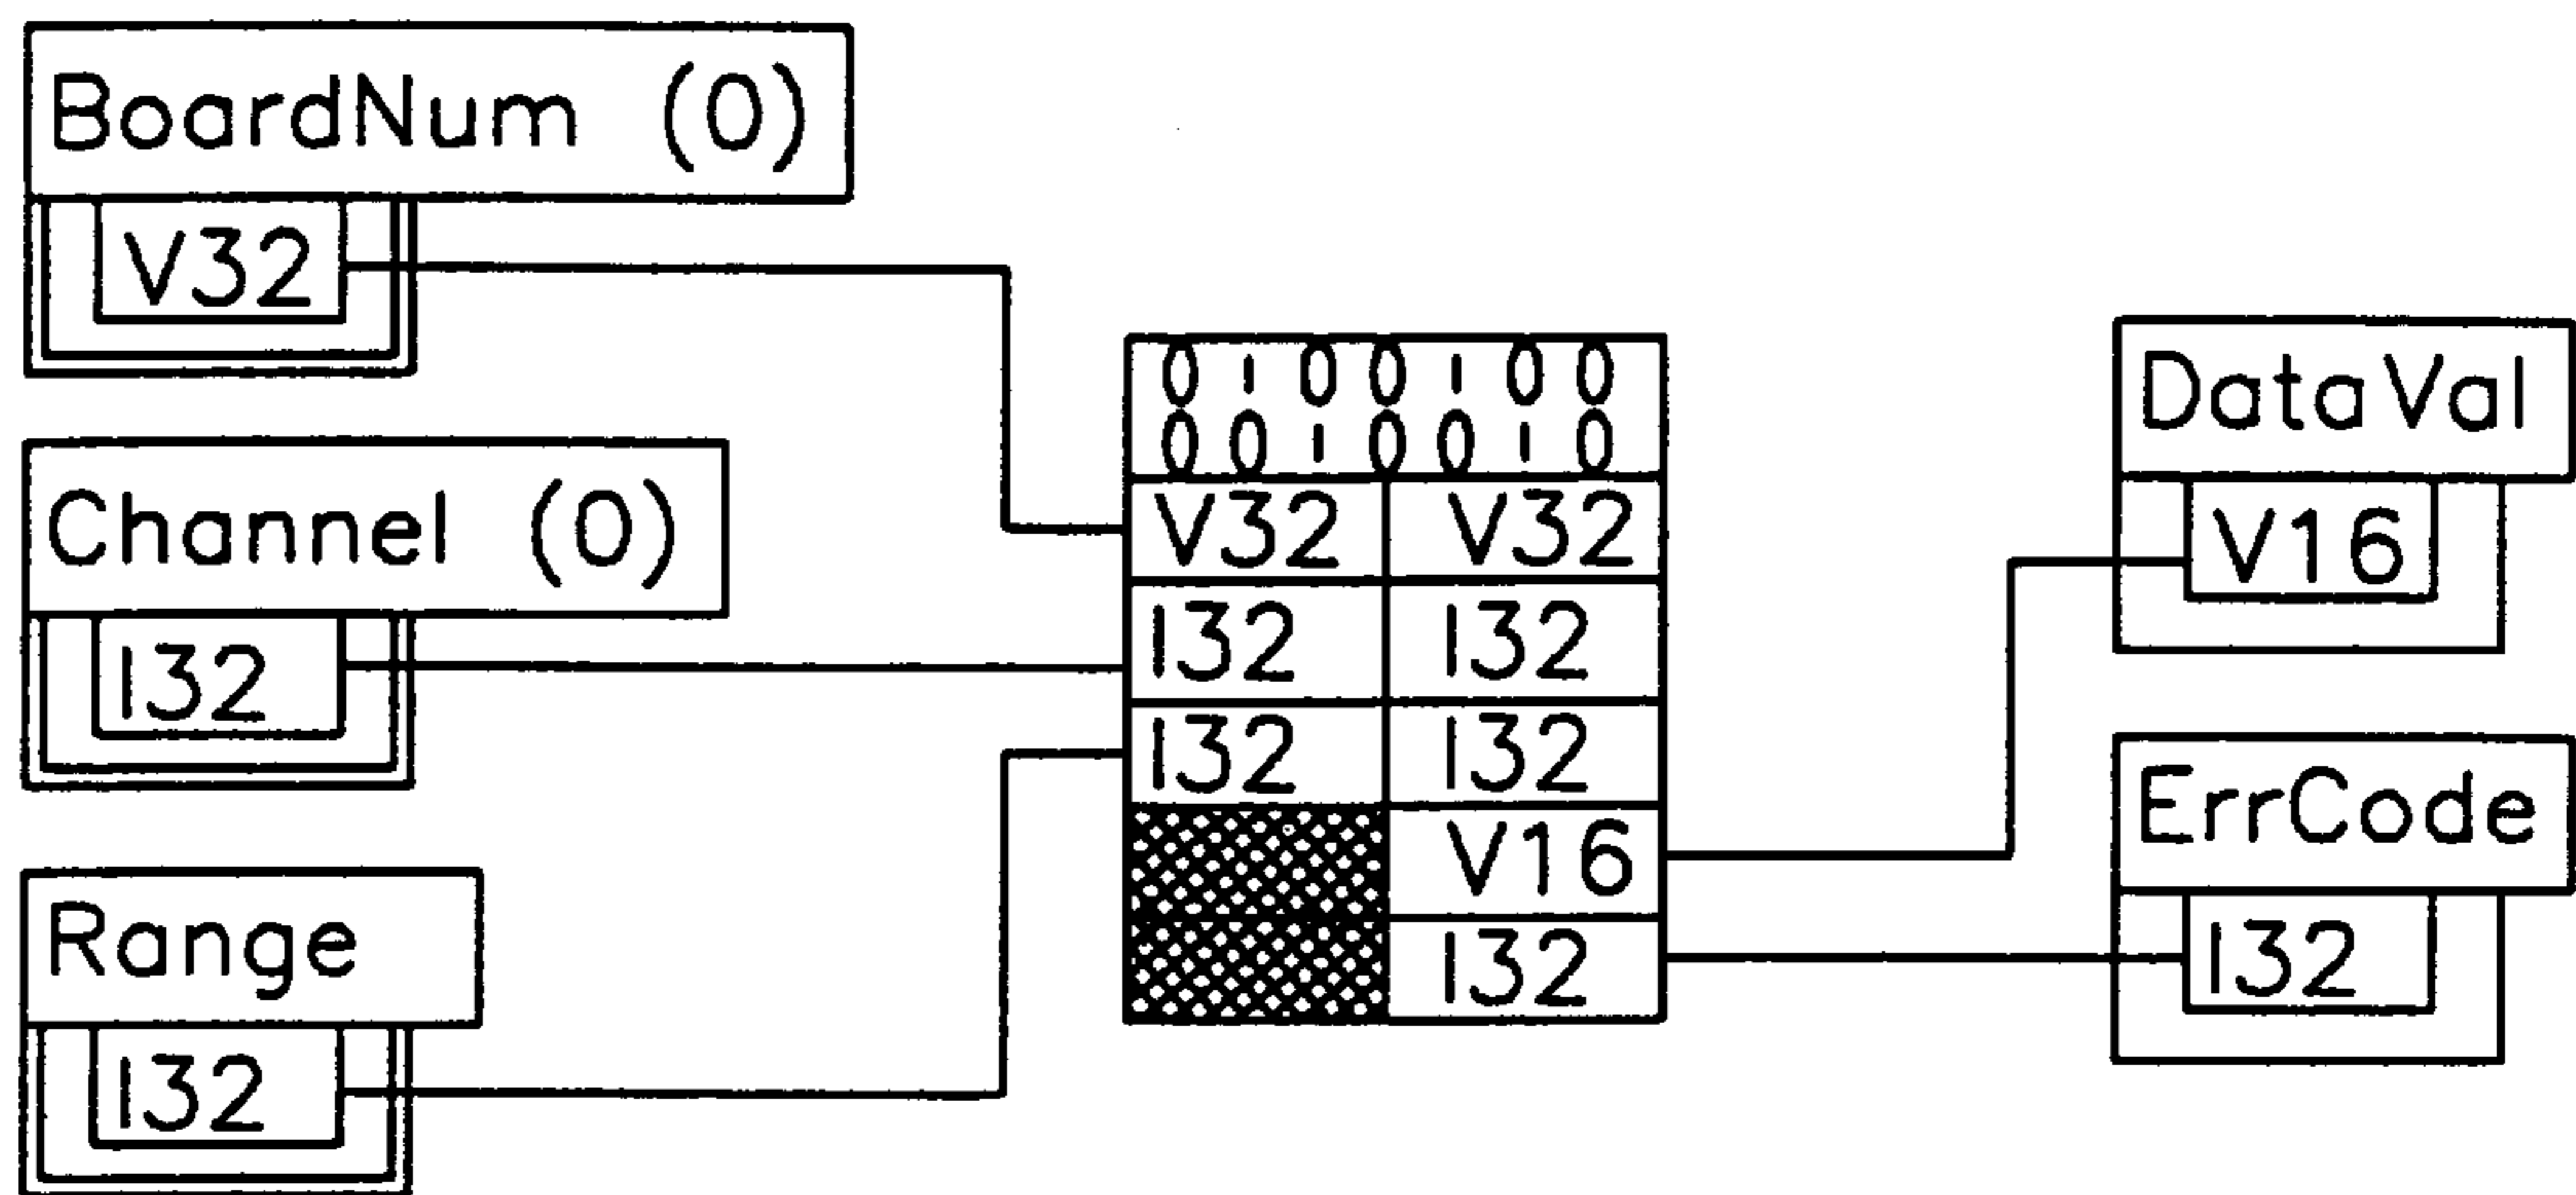 BoardNum (0)
V32
Channel (0)
I32
Range
I32
0 1 0 0 1 0 0
0 0 1 0 0 1 0
V32 V32
I32 I32
I32 I32
V16
I32
DataVal
V16
ErrCode
I32